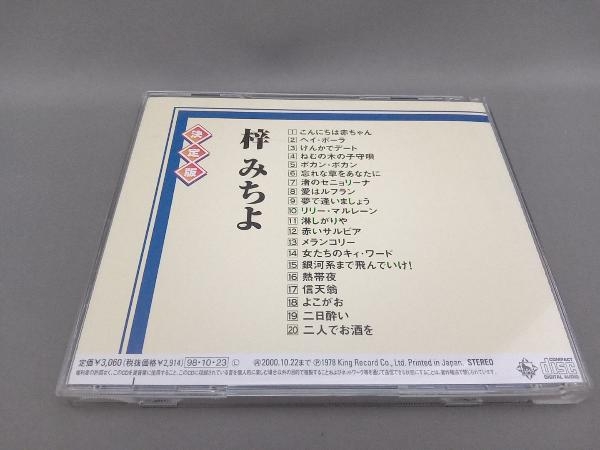 決定版
梓 みちよ
1 こんにちは赤ちゃん
2 ヘイ・ポーラ
3 けんかでデート
4 ねむの木の子守唄
5 ポカン・ポカン
6 忘れな草をあなたに
7 渚のセニョリーナ
8 愛はルフラン
9 夢で逢いましょう
10 リリー・マルレーン
11 淋しがりや
12 赤いサルビア
13 メランコリー
14 女たちのキィ・ワード
15 銀河系まで飛んでいけ!
16 熱帯夜
17 信天翁
18 よこがお
19 二日酔い
20 二人でお酒を
定価¥3,060(税抜価格¥2,914) 98・10・23 Ⓛ Ⓧ2000.10.22まで Ⓟ1978 King Record Co., Ltd. Printed in Japan. STEREO
COMPACT
disc
DIGITAL AUDIO